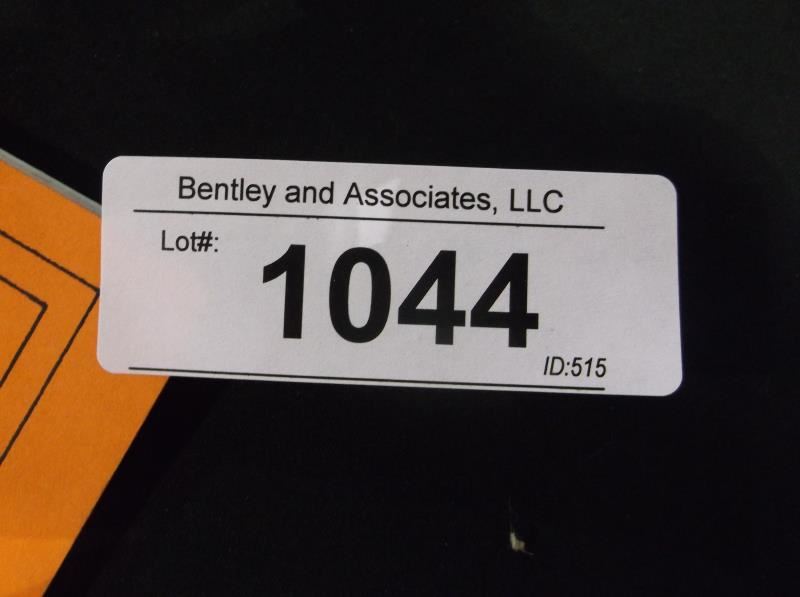 Bentley and Associates, LLC
Lot#:
1044
ID:515